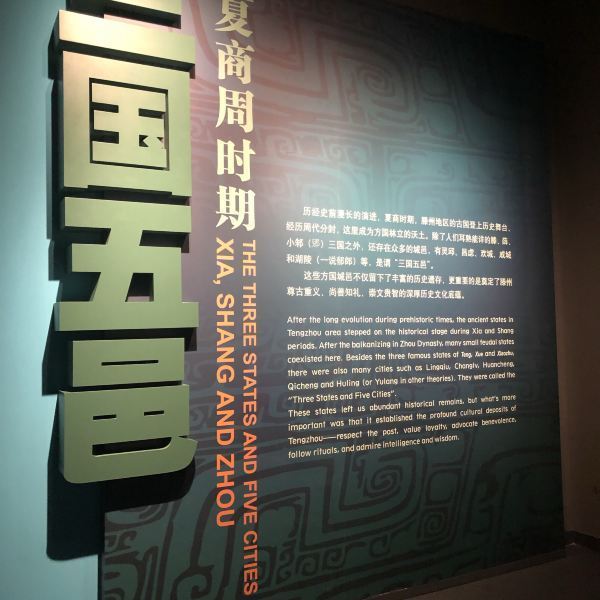 三国五邑
夏商周时期
THE THREE STATES AND FIVE CITIES
XIA, SHANG AND ZHOU
历经史前漫长的演进，夏商时期，滕州地区的古国登上历史舞台，
经历周代分封，这里成为方国林立的沃土。除了人们耳熟能详的滕、薛、
小邾（郳）三国之外，还存在众多的城邑，有灵邱、昌虑、欢城、戚城
和湖陵（一说郁郎）等，是谓“三国五邑”。
这些方国城邑不仅留下了丰富的历史遗存，更重要的是奠定了滕州
尊古重义、尚善知礼、崇文贵智的深厚历史文化底蕴。
After the long evolution during prehistoric times, the ancient states in
Tengzhou area stepped on the historical stage during Xia and Shang
periods. After the balkanizing in Zhou Dynasty, many small feudal states
coexisted here. Besides the three famous states of Teng, Xue and Xiaozhu,
there were also many cities such as Lingqiu, Changlv, Huancheng,
Qicheng and Huling (or Yulang in other theories). They were called the
“Three States and Five Cities”.
These states left us abundant historical remains, but what's more
important was that it established the profound cultural deposits of
Tengzhou——respect the past, value loyalty, advocate benevolence,
follow rituals, and admire intelligence and wisdom.